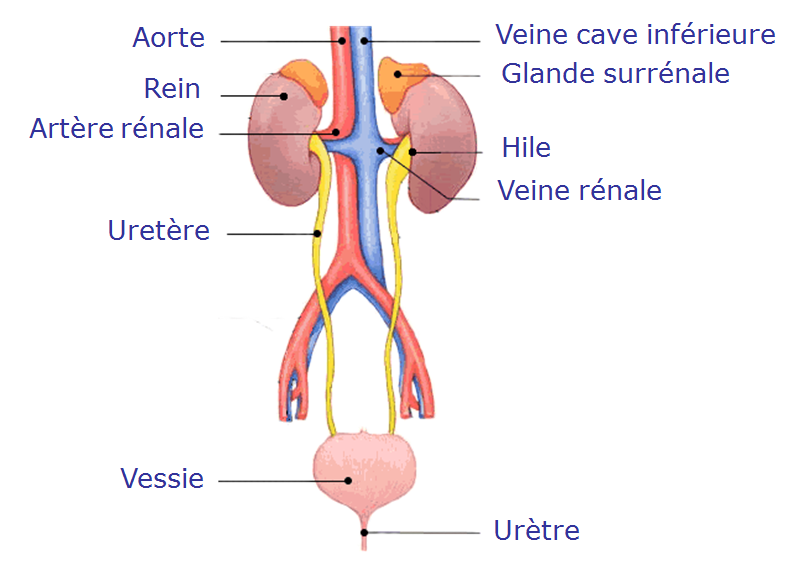 Aorte
Veine cave inférieure
Glande surrénale
Rein
Artère rénale
Hile
Veine rénale
Uretère
Vessie
Urètre